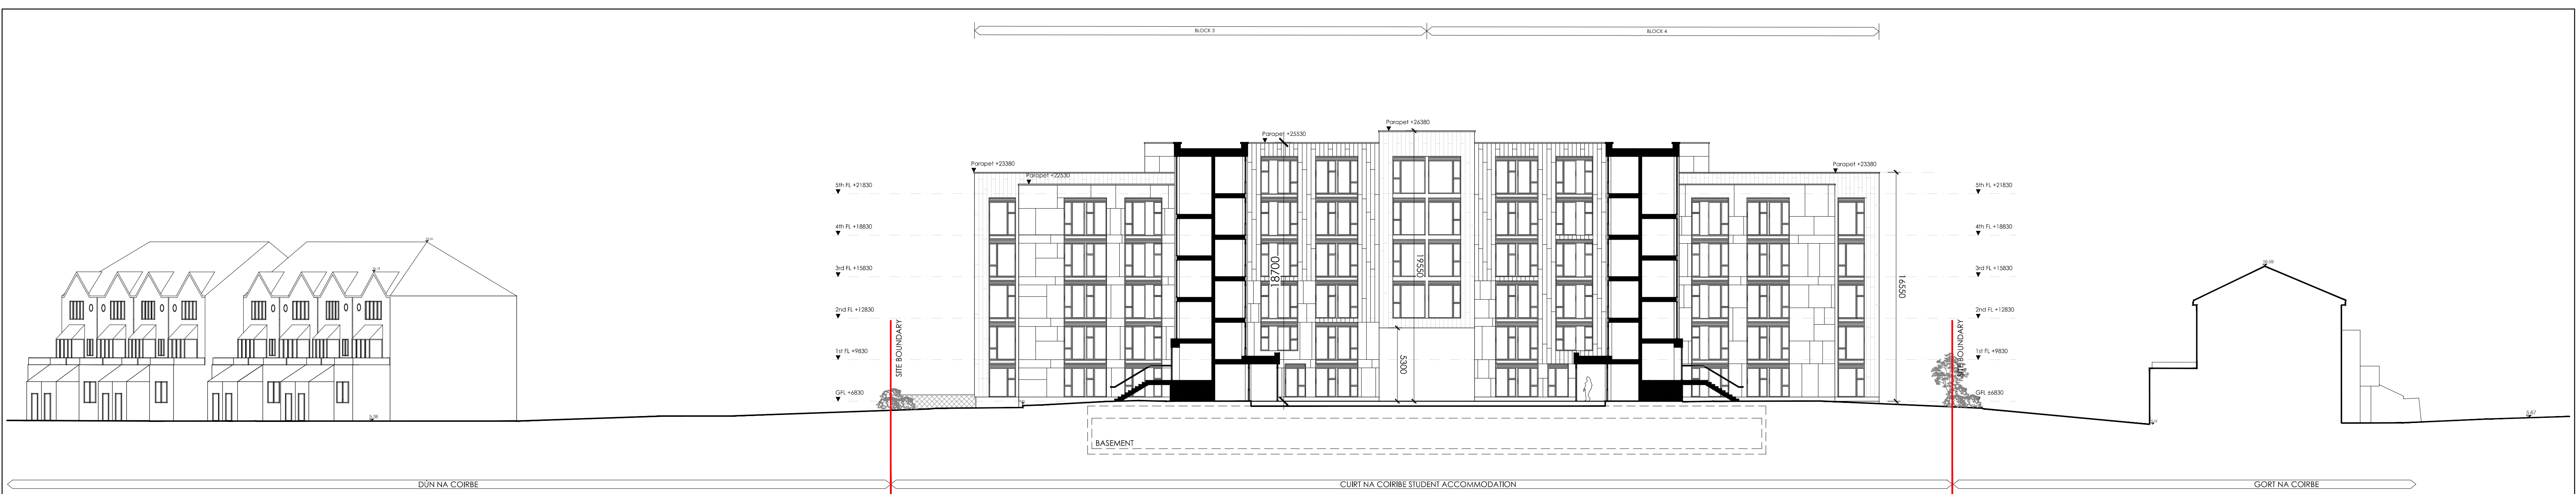 BLOCK 3
BLOCK 4
Parapet +26380
Parapet +25530
Parapet +23380
Parapet +22530
Parapet +23380
5th FL +21830
4th FL +18830
3rd FL +15830
2nd FL +12830
1st FL +9830
GFL +6830
SITE BOUNDARY
18700
19550
5300
16550
5th FL +21830
4th FL +18830
3rd FL +15830
2nd FL +12830
1st FL +9830
GFL ±6830
SITE BOUNDARY
BASEMENT
5.57
DÚN NA COIRBE
CUIRT NA COIRIBE STUDENT ACCOMMODATION
GORT NA COIRBE